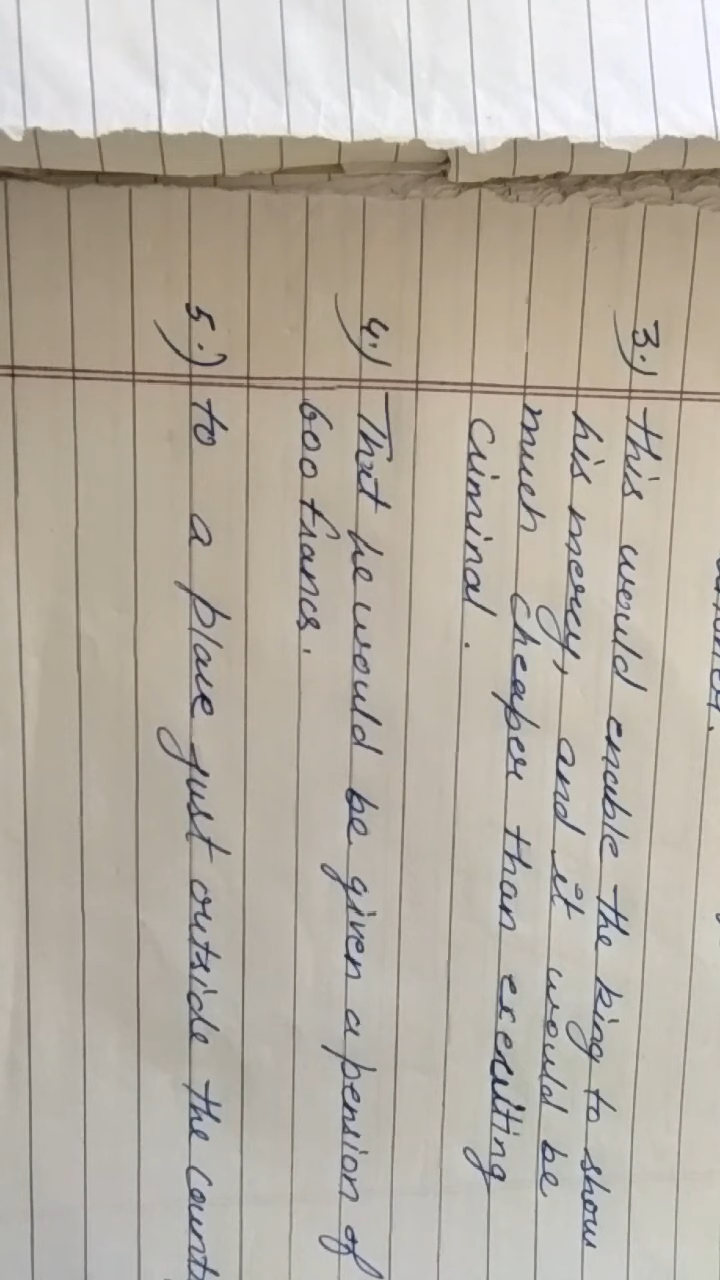 3.) this would enable the king to show
his mercy, and it would be
much cheaper than executing
criminal.
4.) That he would be given a pension of
600 francs.
5.) to a place just outside the